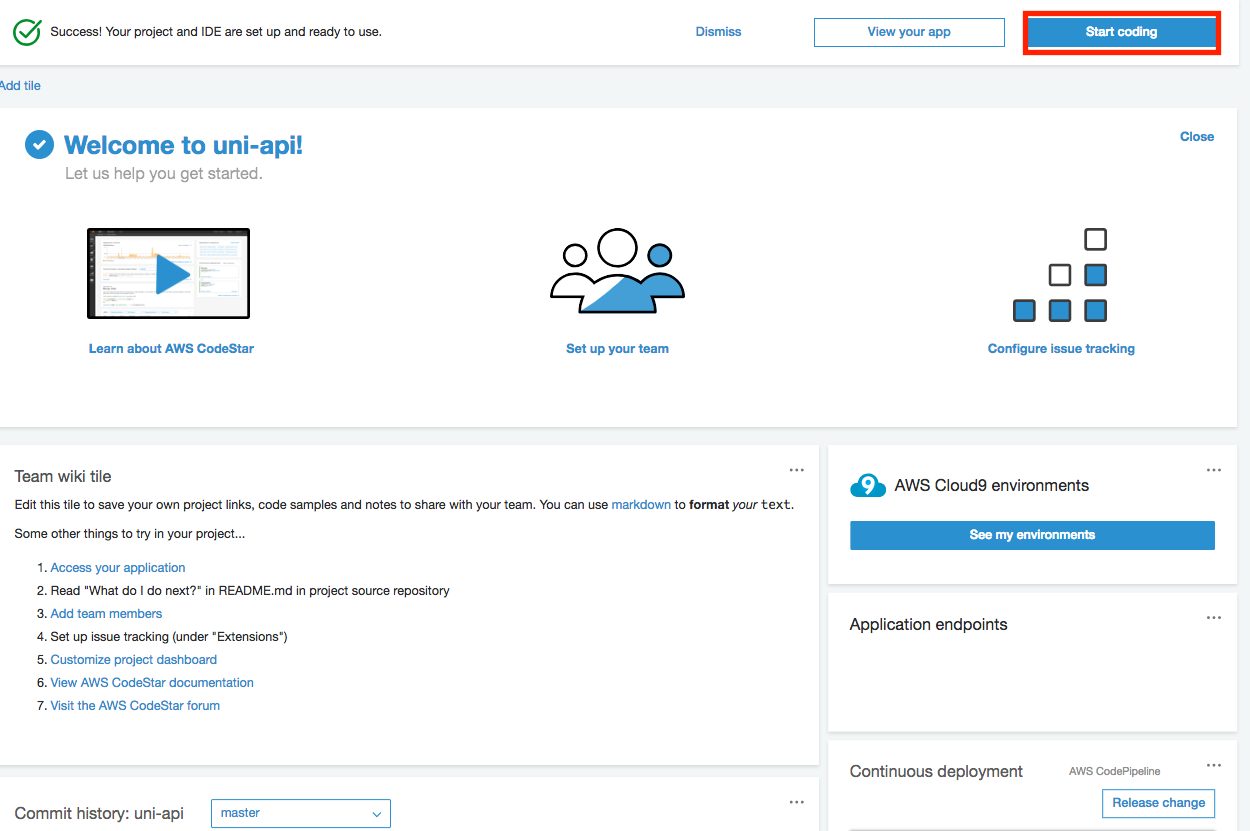 Success! Your project and IDE are set up and ready to use.
Dismiss
View your app
Start coding
Add tile
Welcome to uni-api!
Close
Let us help you get started.
Learn about AWS CodeStar
Set up your team
Configure issue tracking
Team wiki tile
Edit this tile to save your own project links, code samples and notes to share with your team. You can use markdown to format your text.
Some other things to try in your project...
1. Access your application
2. Read "What do I do next?" in README.md in project source repository
3. Add team members
4. Set up issue tracking (under "Extensions")
5. Customize project dashboard
6. View AWS CodeStar documentation
7. Visit the AWS CodeStar forum
9 AWS Cloud9 environments
See my environments
Application endpoints
Continuous deployment
AWS CodePipeline
Release change
Commit history: uni-api
master